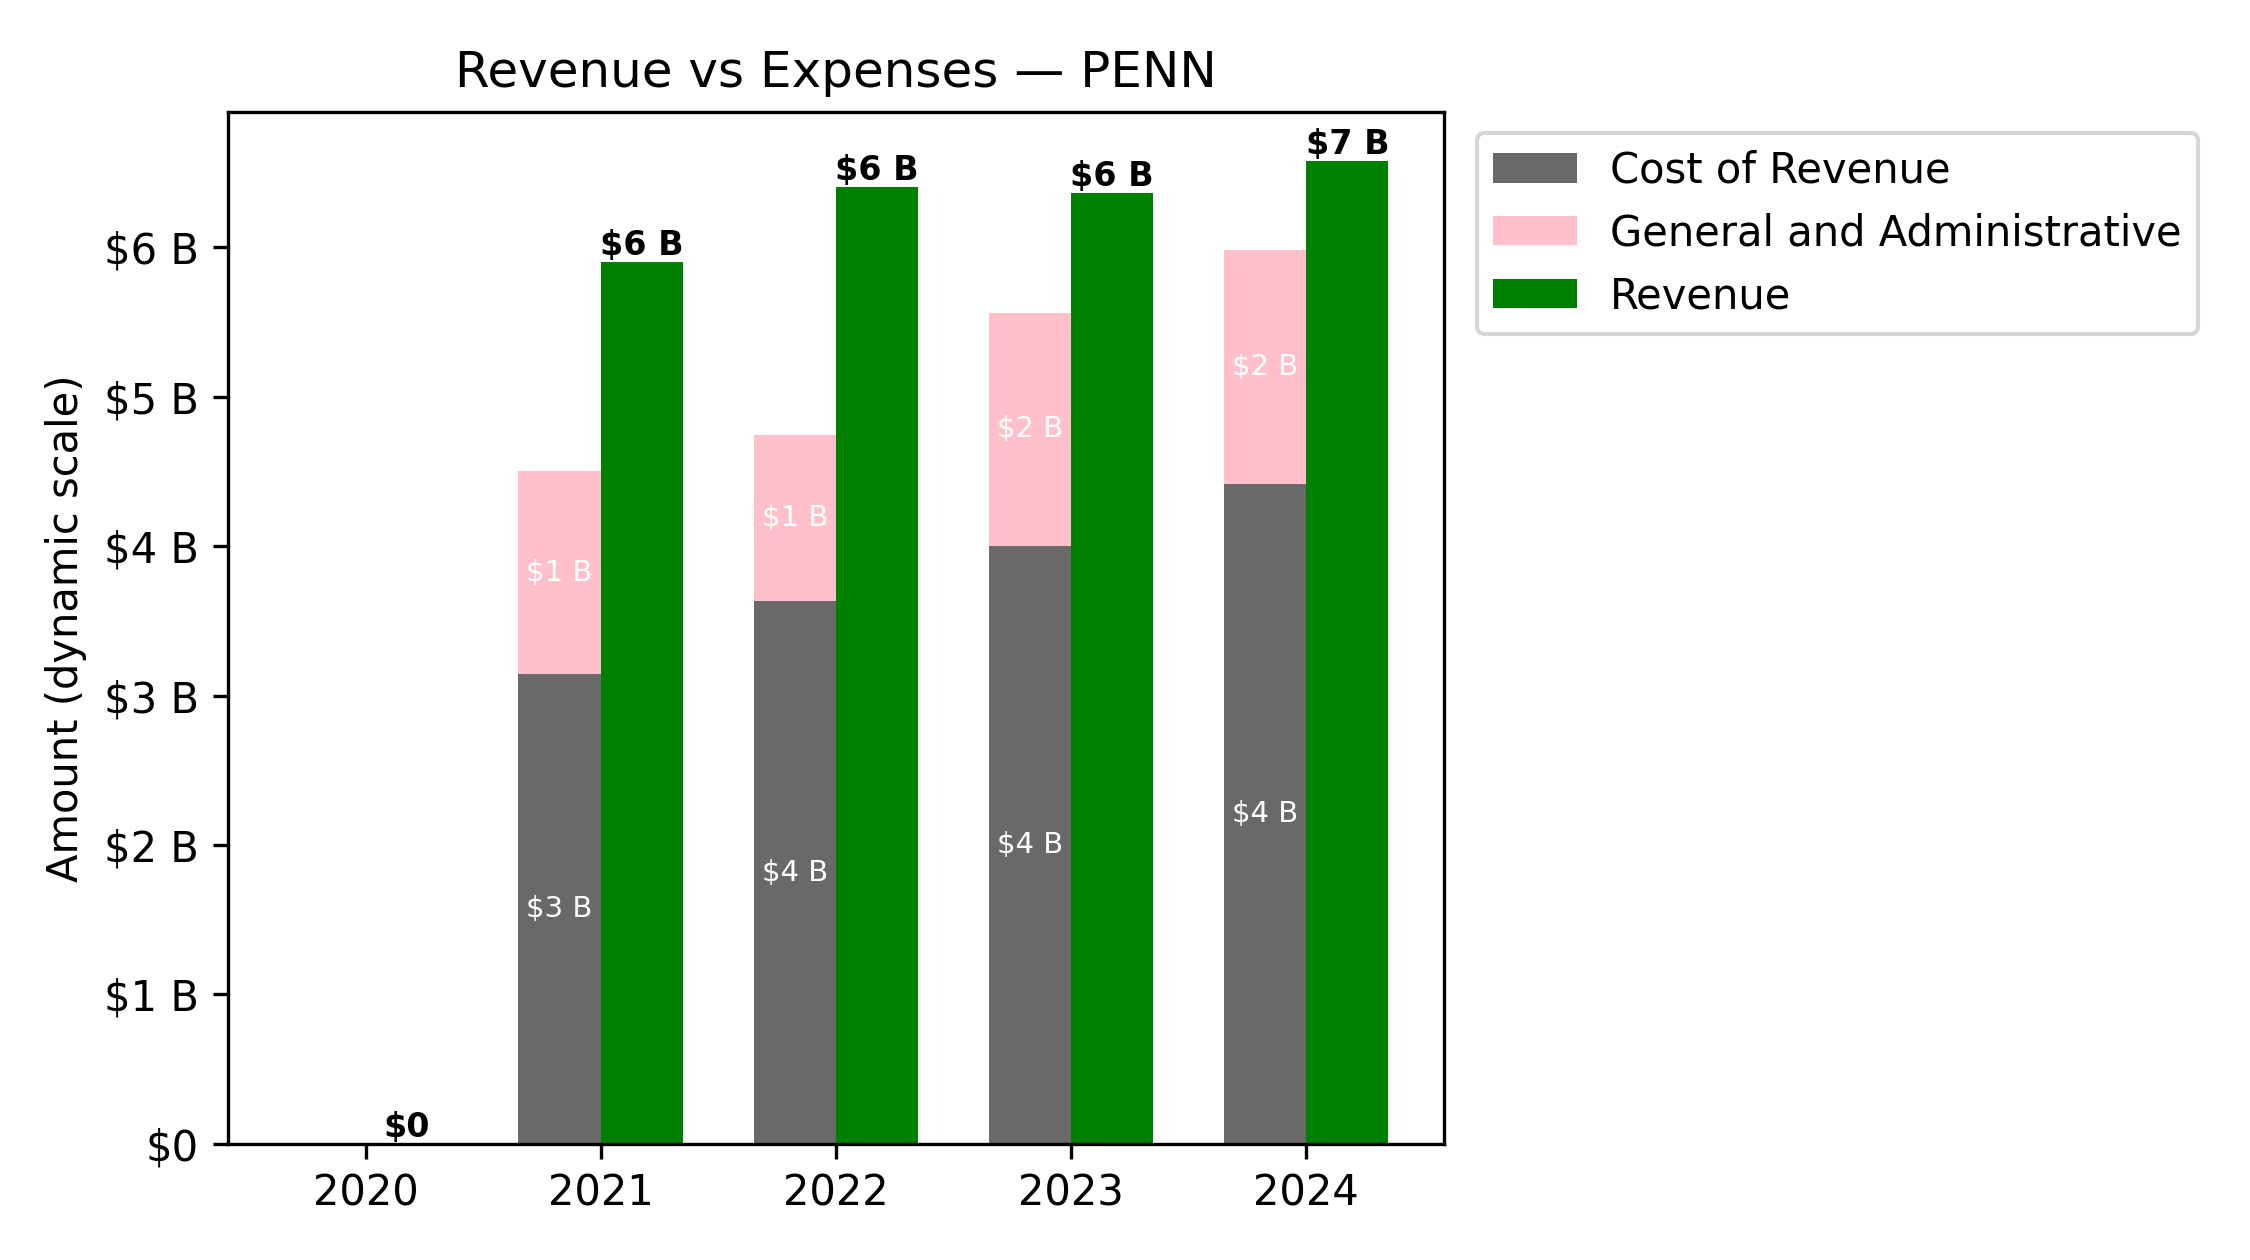 Revenue vs Expenses — PENN
Cost of Revenue
General and Administrative
Revenue
Amount (dynamic scale)
$6 B
$5 B
$4 B
$3 B
$2 B
$1 B
$0
$0
$6 B
$1 B
$3 B
$6 B
$1 B
$4 B
$6 B
$2 B
$4 B
$7 B
$2 B
$4 B
2020
2021
2022
2023
2024